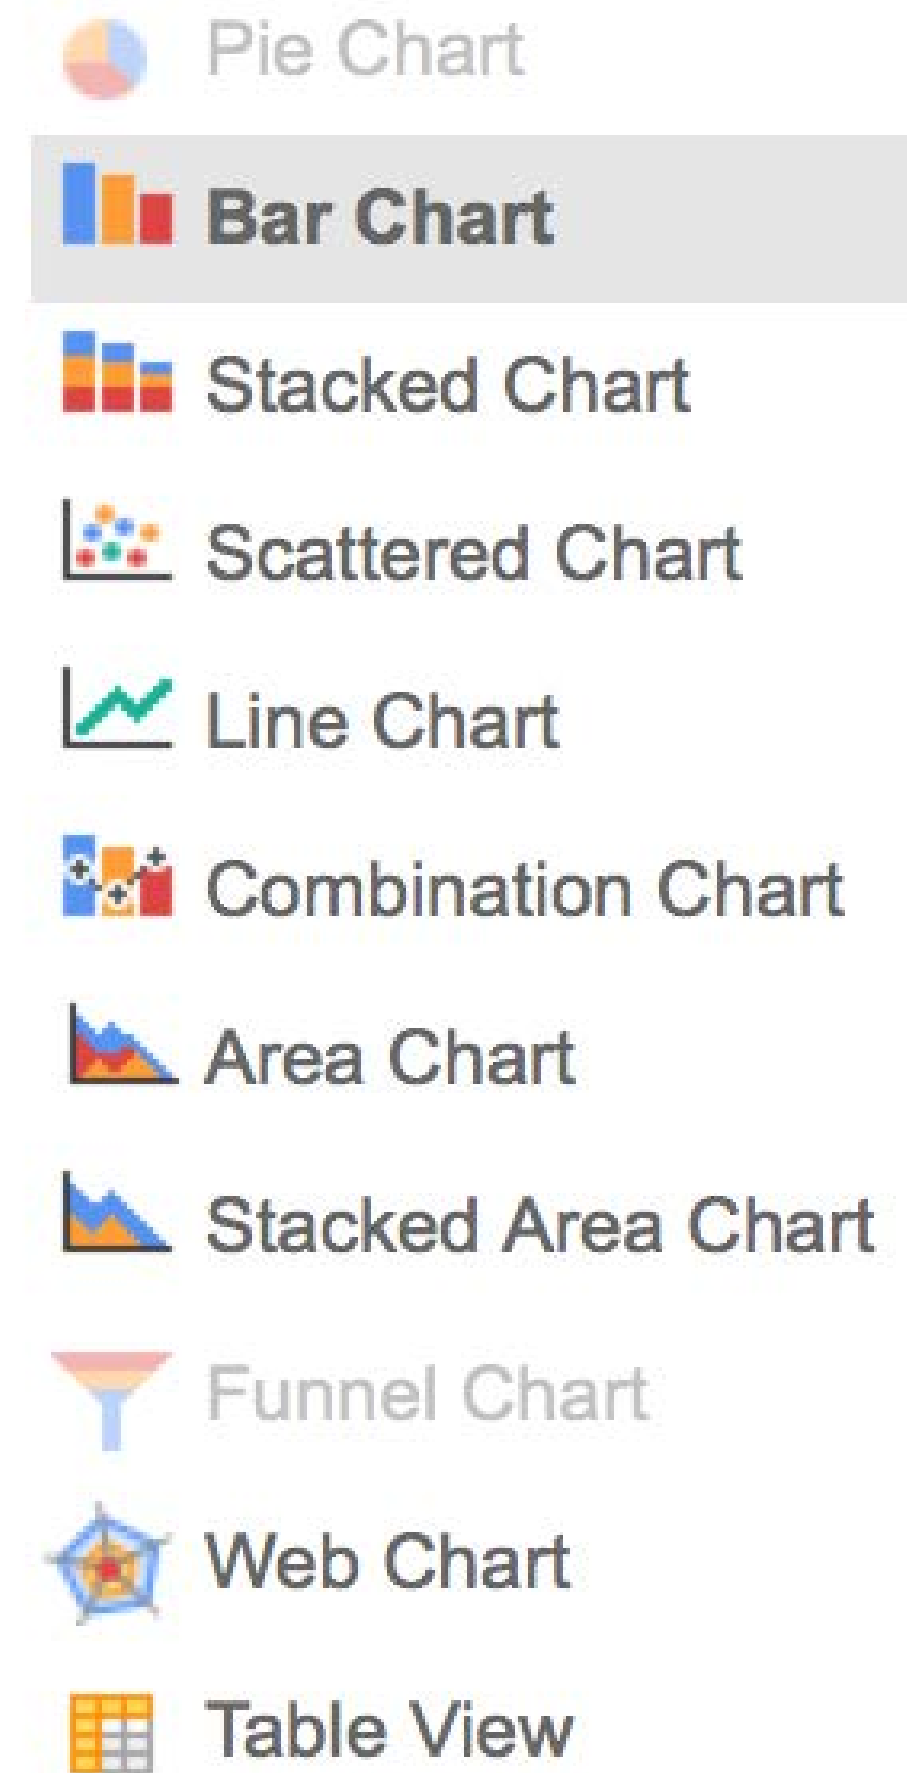 Pie Chart
Bar Chart
Stacked Chart
Scattered Chart
Line Chart
Combination Chart
Area Chart
Stacked Area Chart
Funnel Chart
Web Chart
Table View